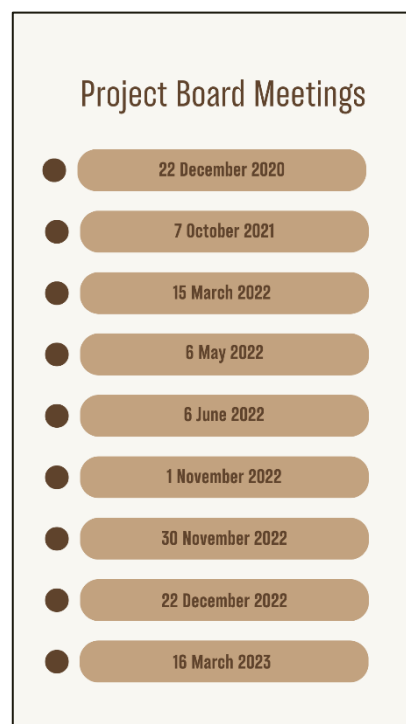 Project Board Meetings
22 December 2020
7 October 2021
15 March 2022
6 May 2022
6 June 2022
1 November 2022
30 November 2022
22 December 2022
16 March 2023